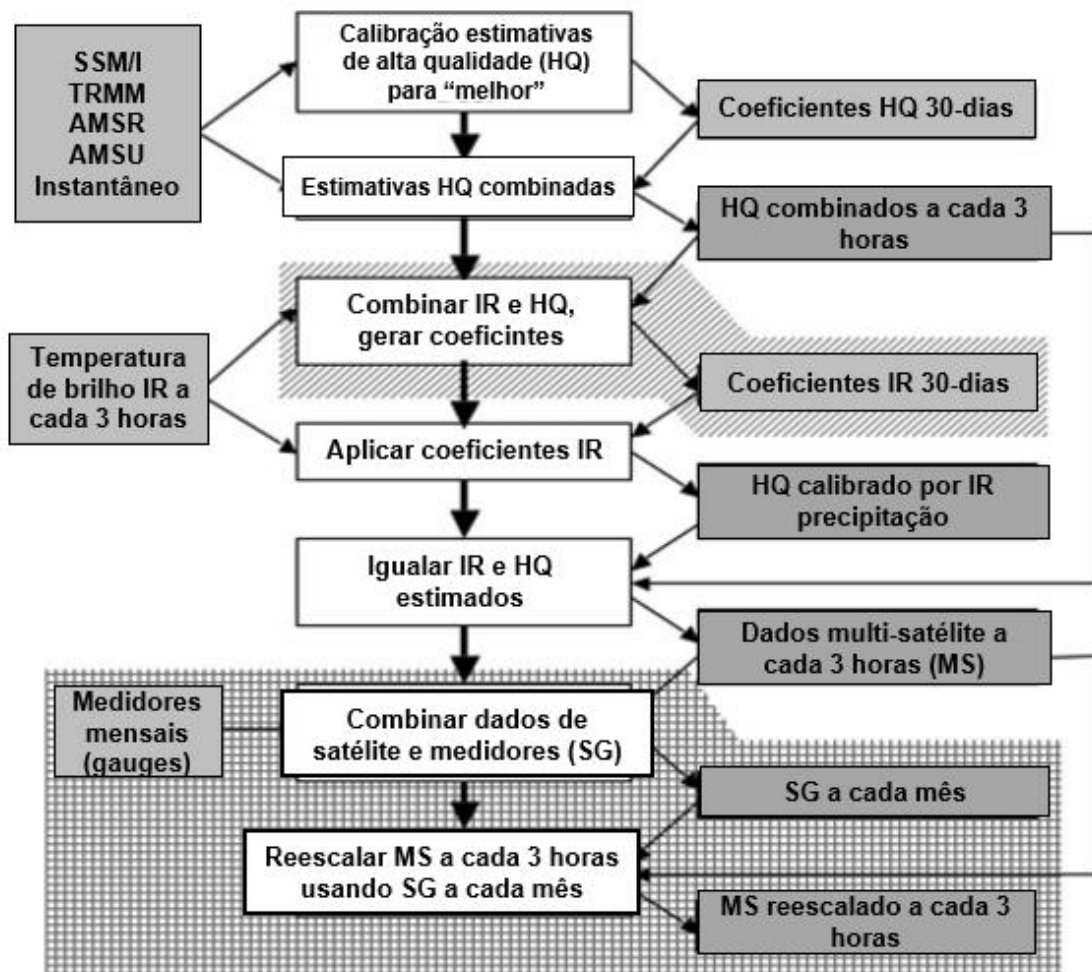 SSM/I
TRMM
AMSR
AMSU
Instantâneo
Calibração estimativas
de alta qualidade (HQ)
para “melhor”
Coeficientes HQ 30-dias
Estimativas HQ combinadas
HQ combinados a cada 3
horas
Combinar IR e HQ,
gerar coeficintes
Temperatura
de brilho IR a
cada 3 horas
Coeficientes IR 30-dias
Aplicar coeficientes IR
HQ calibrado por IR
precipitação
Igualar IR e HQ
estimados
Dados multi-satélite a
cada 3 horas (MS)
Medidores
mensais
(gauges)
Combinar dados de
satélite e medidores (SG)
SG a cada mês
Reescalar MS a cada 3 horas
usando SG a cada mês
MS reescalado a cada 3
horas